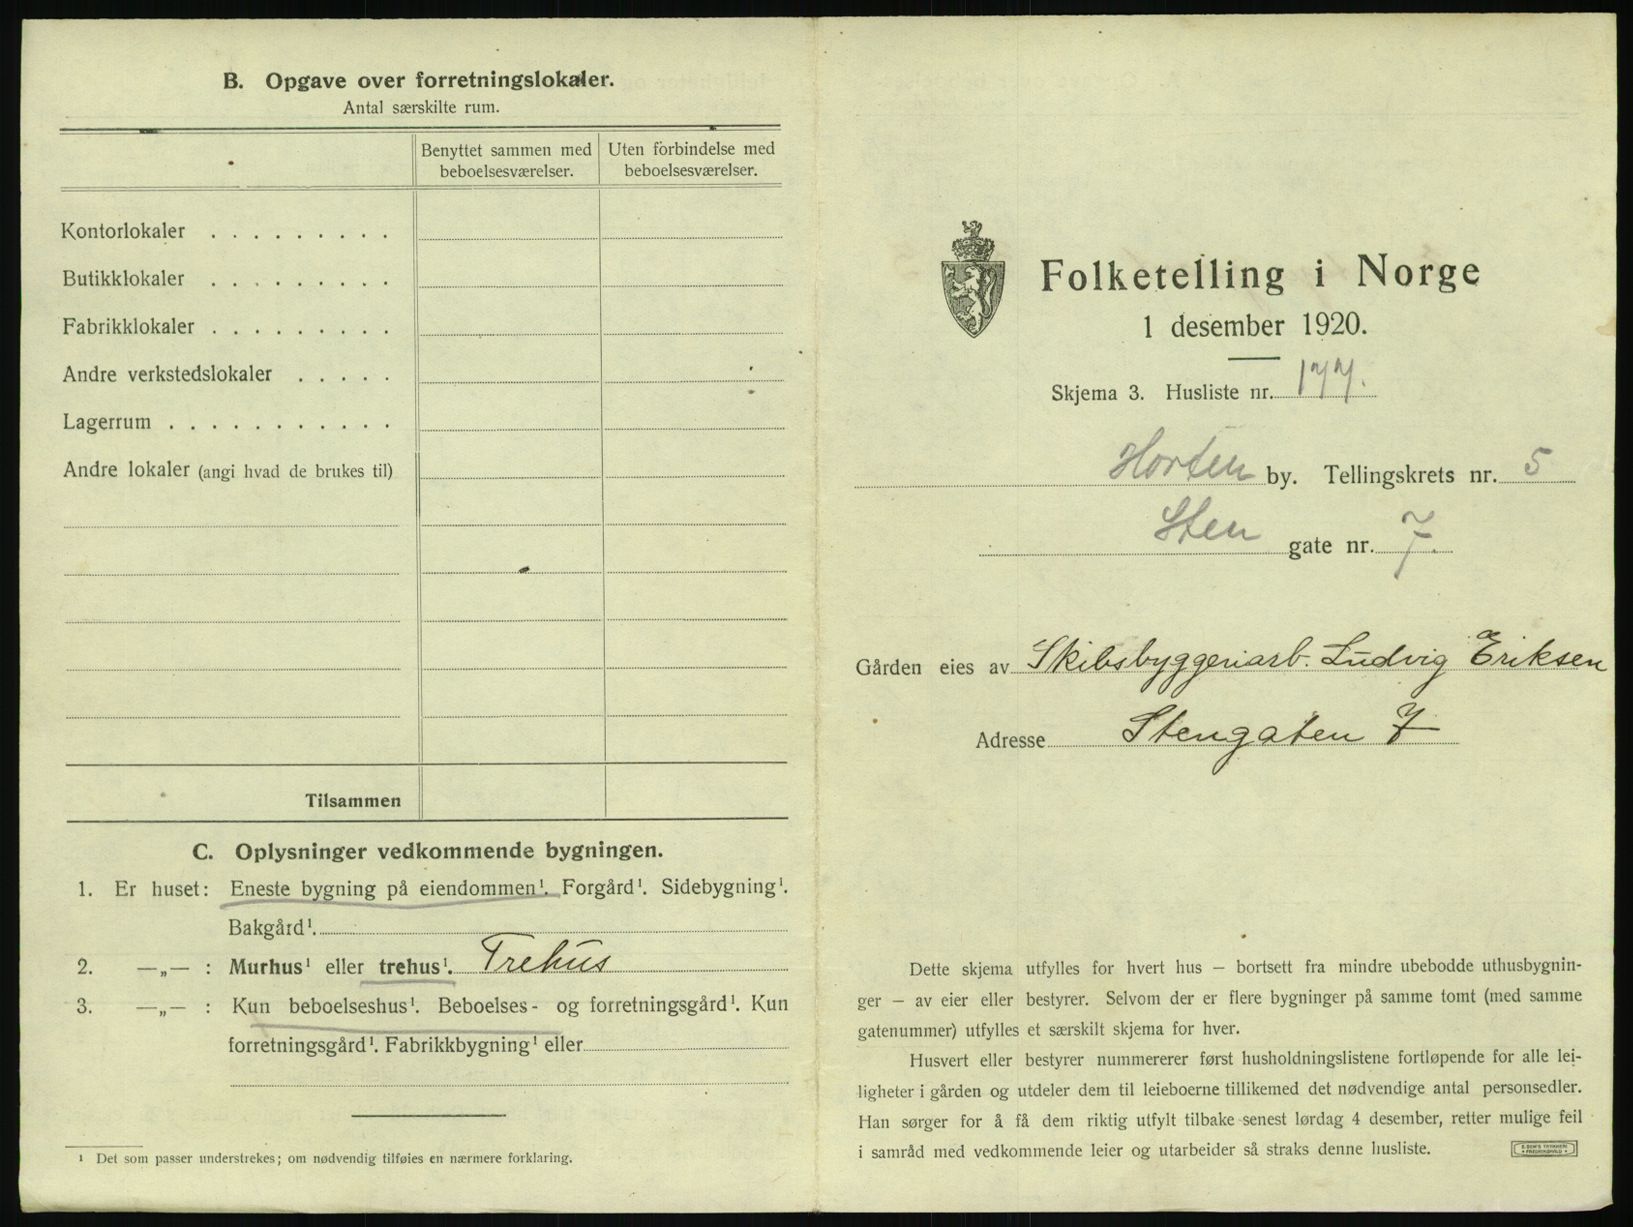 B. Opgave over forretningslokaler.
Antal særskilte rum.
Benyttet sammen med beboelsesværelser.
Uten forbindelse med beboelsesværelser.
Kontorlokaler . . . . . . . . .
Butikklokaler . . . . . . . . .
Fabrikklokaler . . . . . . . . .
Andre verkstedslokaler . . . . .
Lagerrum . . . . . . . . . . .
Andre lokaler (angi hvad de brukes til)
Tilsammen
C. Oplysninger vedkommende bygningen.
1. Er huset: Eneste bygning på eiendommen¹. Forgård¹. Sidebygning¹.
Bakgård¹.
2. —„— : Murhus¹ eller trehus¹. Trehus
3. —„— : Kun beboelseshus¹. Beboelses- og forretningsgård¹. Kun
forretningsgård¹. Fabrikkbygning¹ eller
¹ Det som passer understrekes; om nødvendig tilføies en nærmere forklaring.
Folketelling i Norge
1 desember 1920.
Skjema 3. Husliste nr. 177.
Horten by. Tellingskrets nr. 5
Sten gate nr. 7.
Gården eies av Skibsbyggeriarb. Ludvig Eriksen
Adresse Stengaten 7
Dette skjema utfylles for hvert hus — bortsett fra mindre ubebodde uthusbygnin-
ger — av eier eller bestyrer. Selvom der er flere bygninger på samme tomt (med samme
gatenummer) utfylles et særskilt skjema for hver.
Husvert eller bestyrer nummererer først husholdningslistene fortløpende for alle lei-
ligheter i gården og utdeler dem til leieboerne tillikemed det nødvendige antal personsedler.
Han sørger for å få dem riktig utfylt tilbake senest lørdag 4 desember, retter mulige feil
i samråd med vedkommende leier og utarbeider så straks denne husliste.